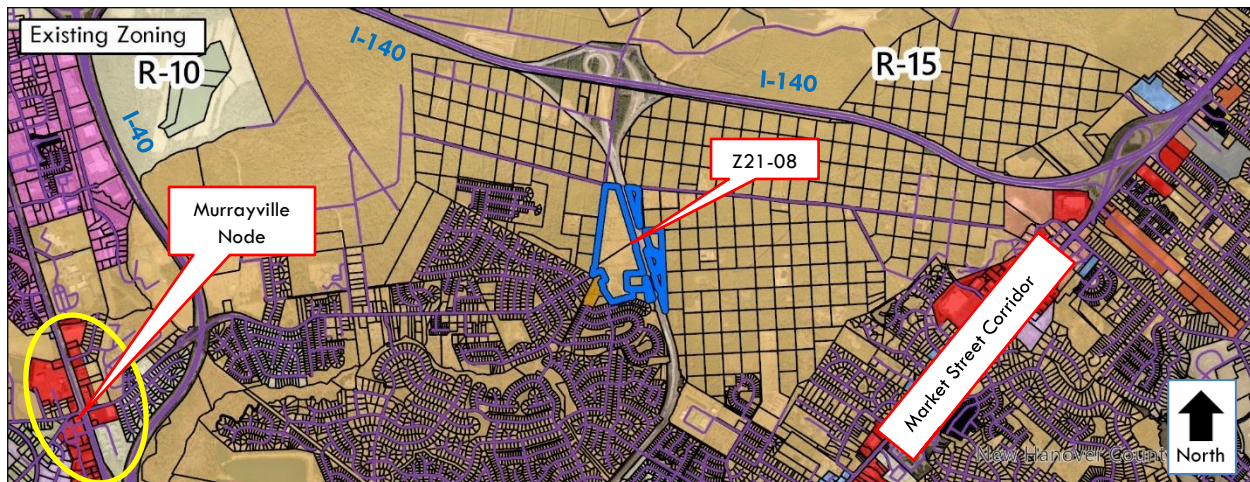 Existing Zoning
R-10
I-140
R-15
I-140
I-40
Z21-08
Murrayville
Node
Market Street Corridor
New Hanover County
North